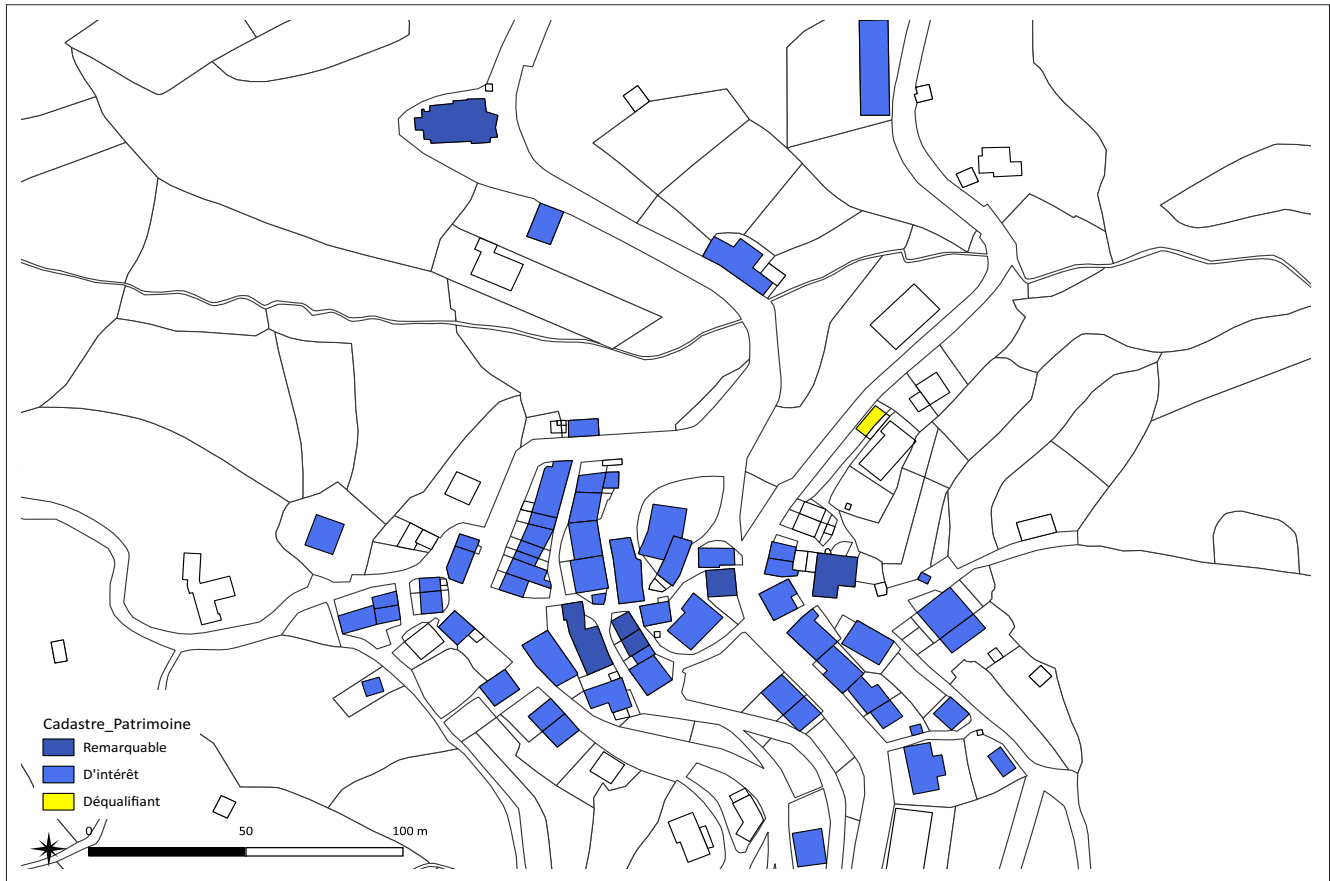 Cadastre_Patrimoine
Remarquable
D'intérêt
Déqualifiant
0 50 100 m